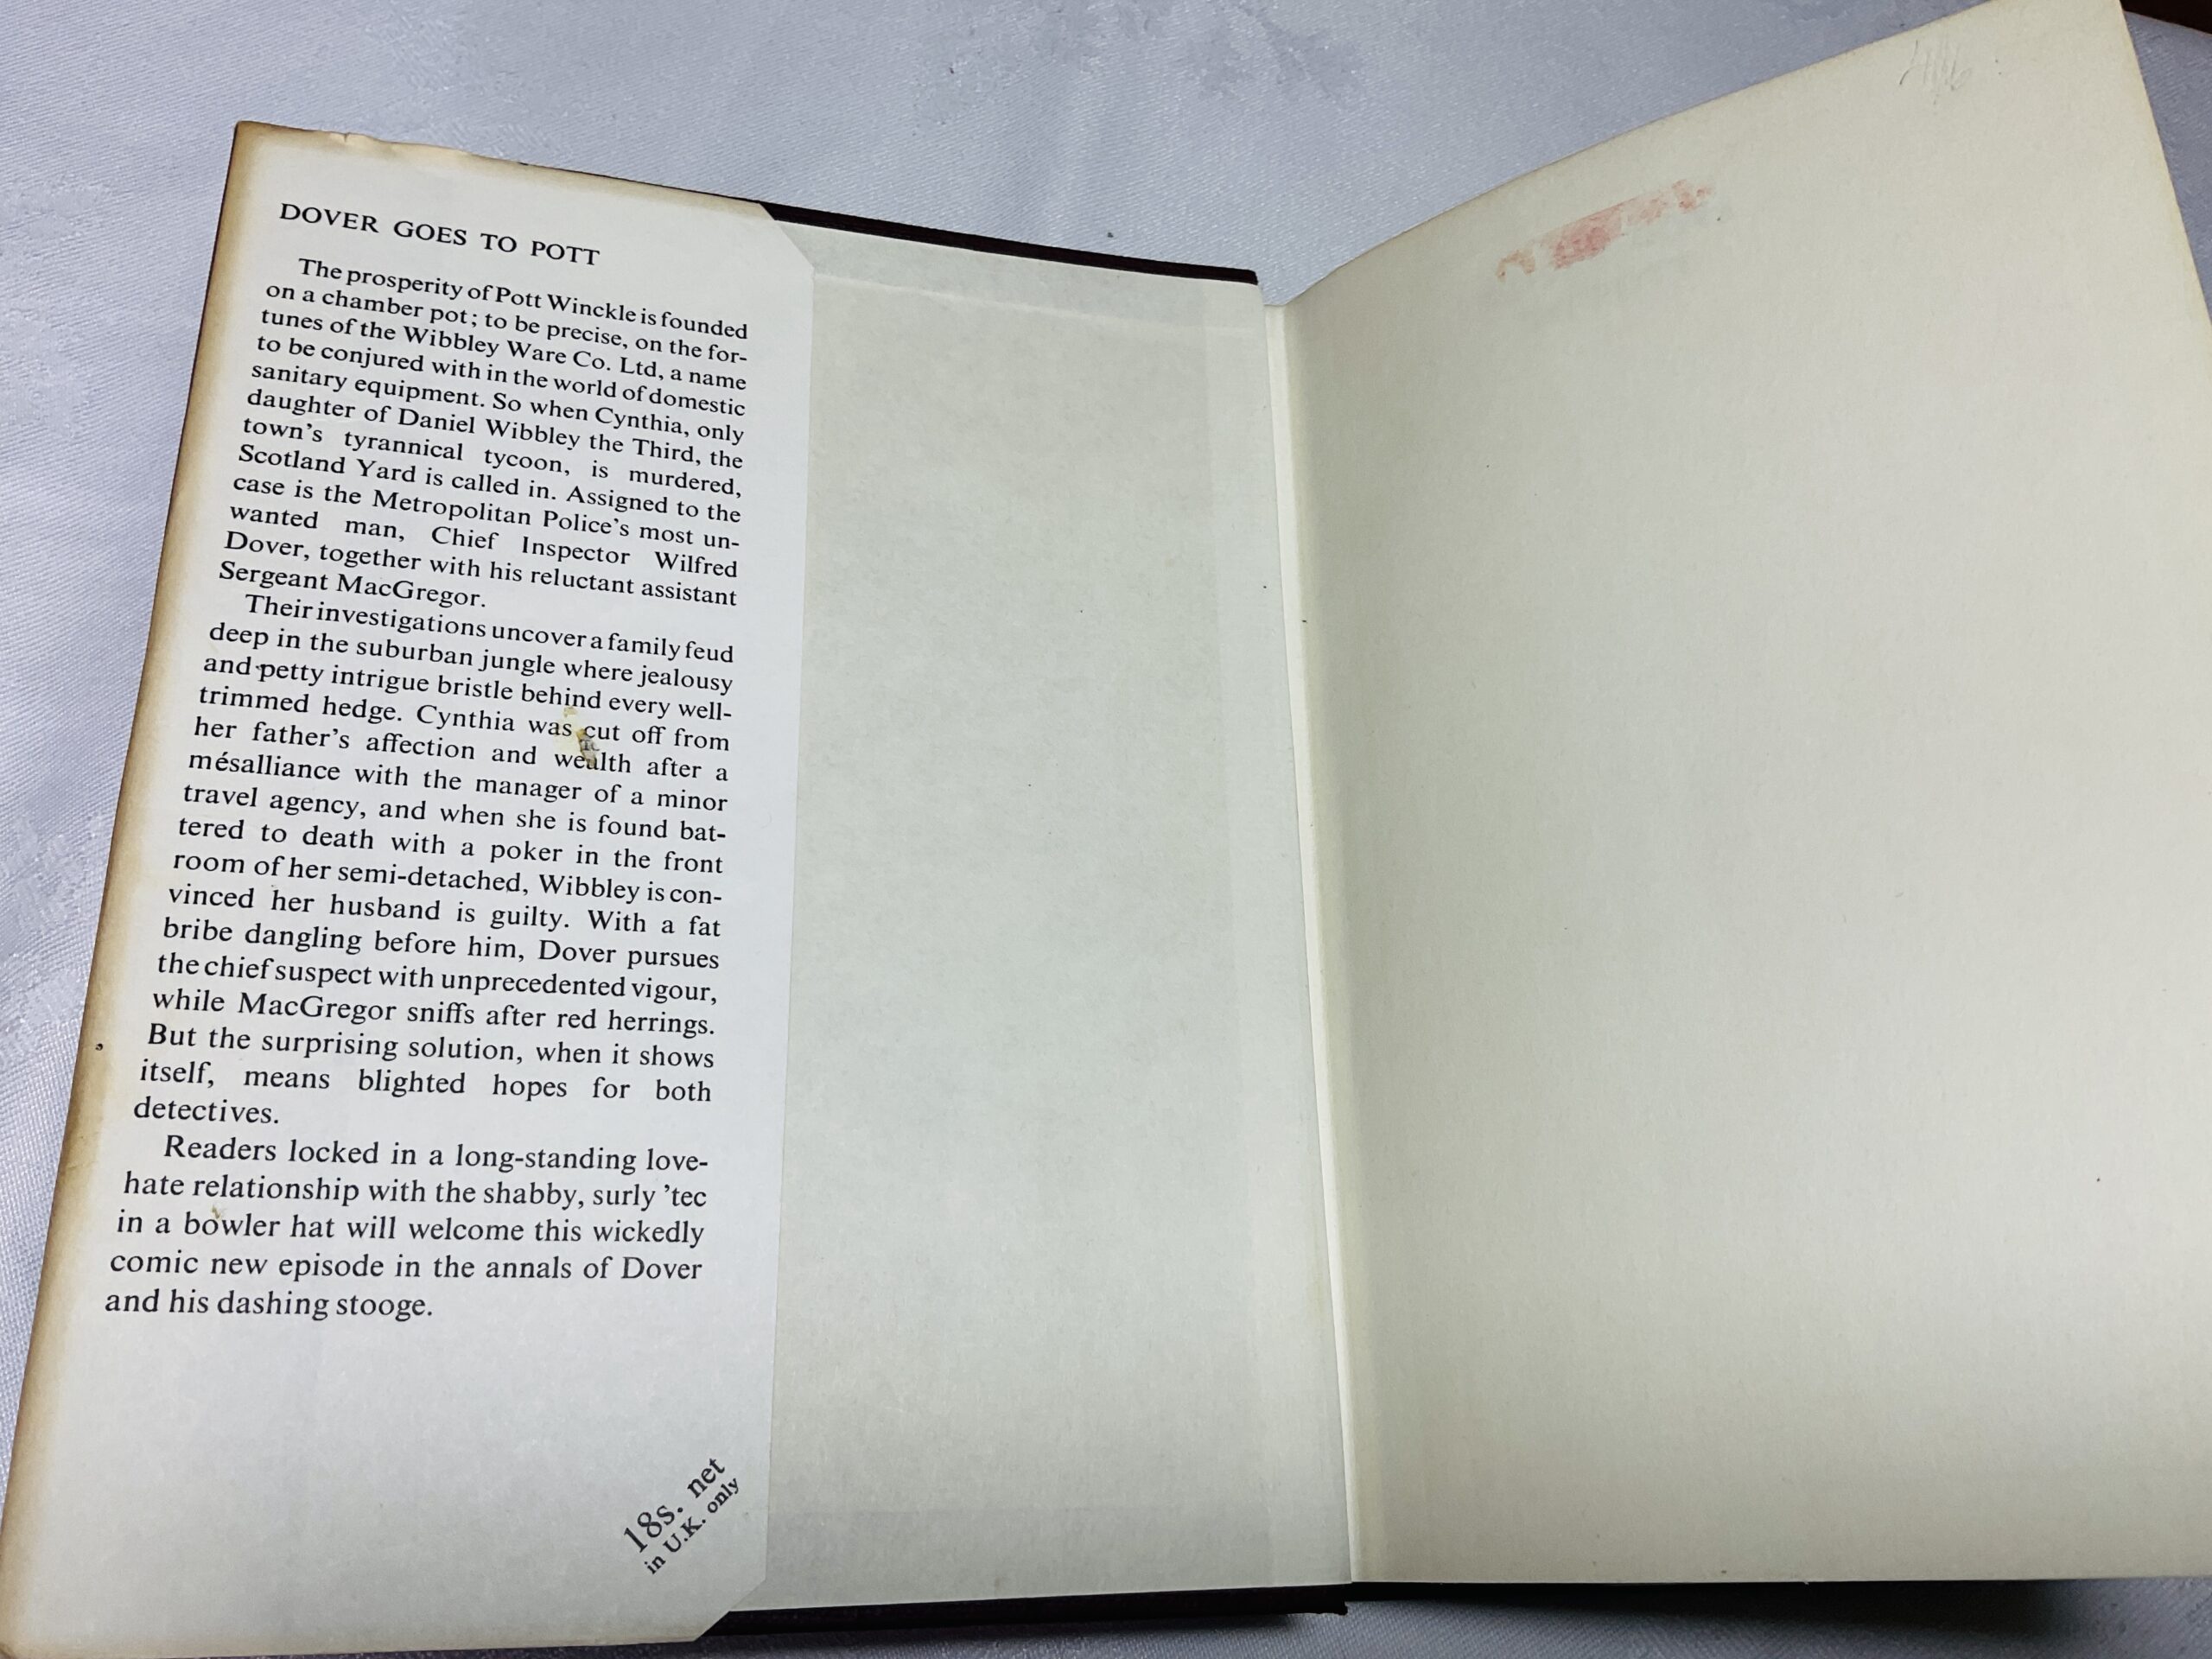 DOVER GOES TO POTT
The prosperity of Pott Winckle is founded
on a chamber pot; to be precise, on the for-
tunes of the Wibbley Ware Co. Ltd, a name
to be conjured with in the world of domestic
sanitary equipment. So when Cynthia, only
daughter of Daniel Wibbley the Third, the
town's tyrannical tycoon, is murdered,
Scotland Yard is called in. Assigned to the
case is the Metropolitan Police's most un-
wanted man, Chief Inspector Wilfred
Dover, together with his reluctant assistant
Sergeant MacGregor.
Their investigations uncover a family feud
deep in the suburban jungle where jealousy
and petty intrigue bristle behind every well-
trimmed hedge. Cynthia was cut off from
her father's affection and wealth after a
mésalliance with the manager of a minor
travel agency, and when she is found bat-
tered to death with a poker in the front
room of her semi-detached, Wibbley is con-
vinced her husband is guilty. With a fat
bribe dangling before him, Dover pursues
the chief suspect with unprecedented vigour,
while MacGregor sniffs after red herrings.
But the surprising solution, when it shows
itself, means blighted hopes for both
detectives.
Readers locked in a long-standing love-
hate relationship with the shabby, surly 'tec
in a bowler hat will welcome this wickedly
comic new episode in the annals of Dover
and his dashing stooge.
18s. net
in U.K. only